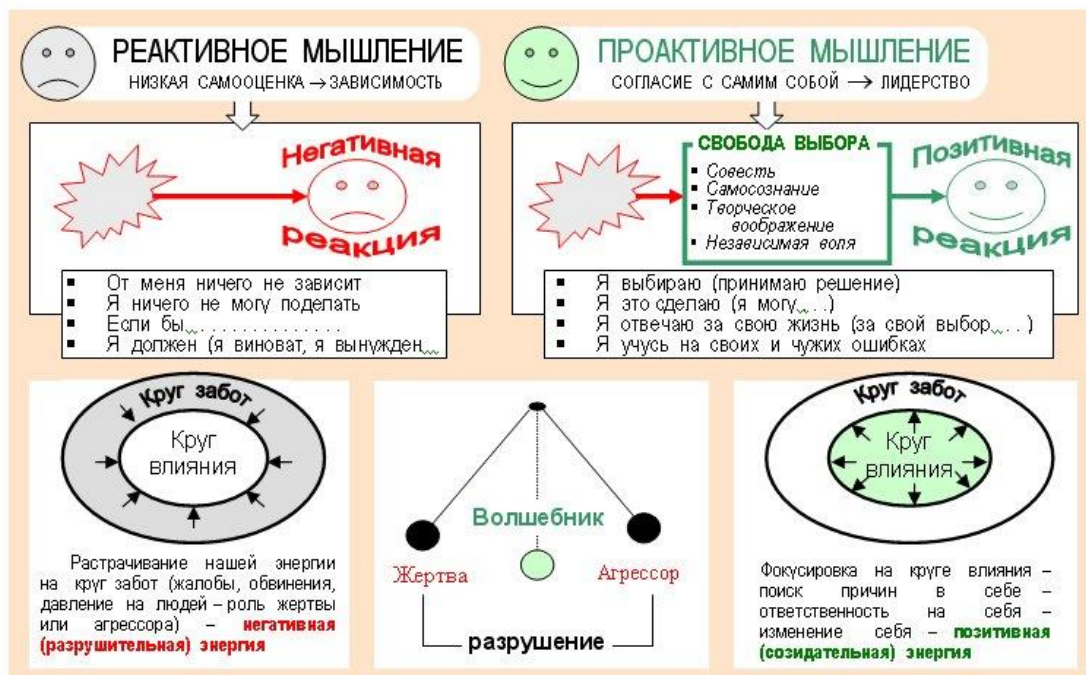 РЕАКТИВНОЕ МЫШЛЕНИЕ
НИЗКАЯ САМООЦЕНКА → ЗАВИСИМОСТЬ
Негативная
реакция
▪ От меня ничего не зависит
▪ Я ничего не могу поделать
▪ Если бы. . . . . . . . . . . . . .
▪ Я должен (я виноват, я вынужден...
ПРОАКТИВНОЕ МЫШЛЕНИЕ
СОГЛАСИЕ С САМИМ СОБОЙ → ЛИДЕРСТВО
СВОБОДА ВЫБОРА
▪ Совесть
▪ Самосознание
▪ Творческое
воображение
▪ Независимая воля
Позитивная
реакция
▪ Я выбираю (принимаю решение)
▪ Я это сделаю (я могу. . .)
▪ Я отвечаю за свою жизнь (за свой выбор. . .)
▪ Я учусь на своих и чужих ошибках
Круг забот
Круг
влияния
Растрачивание нашей энергии
на круг забот (жалобы, обвинения,
давление на людей – роль жертвы
или агрессора) – негативная
(разрушительная) энергия
Волшебник
Жертва
Агрессор
разрушение
Круг забот
Круг
влияния
Фокусировка на круге влияния –
поиск причин в себе –
ответственность на себя –
изменение себя – позитивная
(созидательная) энергия